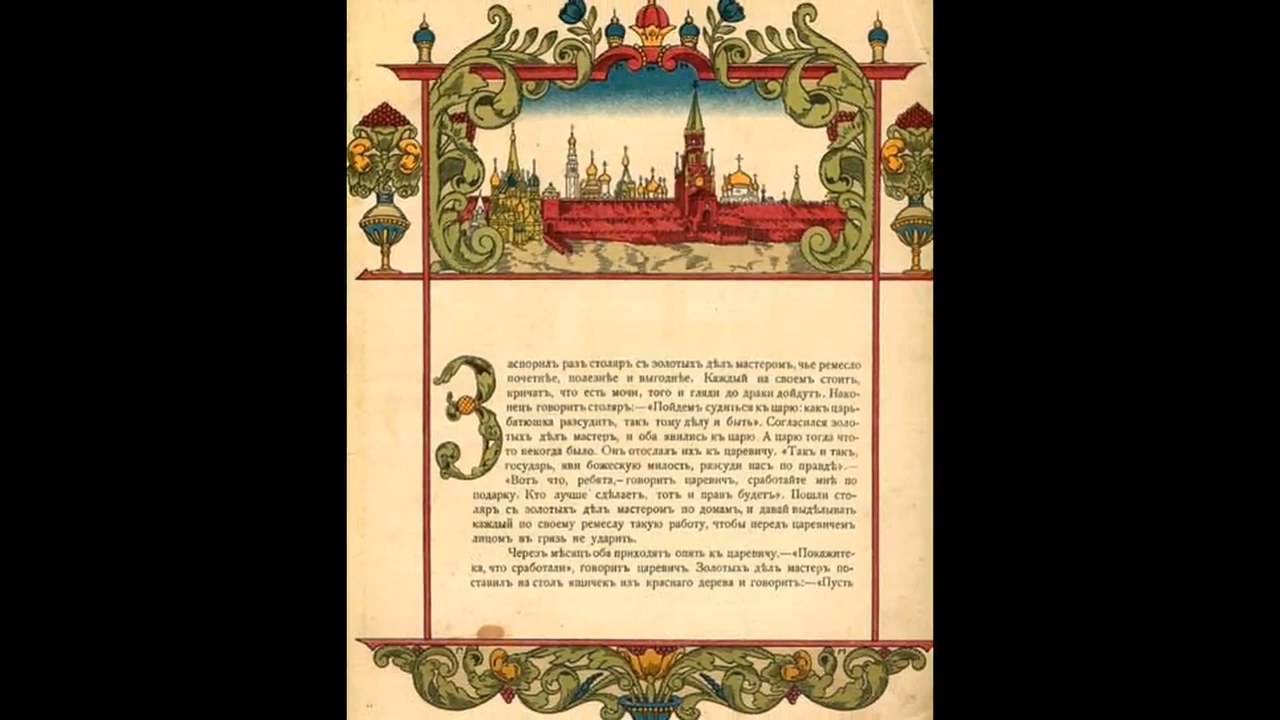 Заспорилъ разъ столяръ съ золотыхъ дѣлъ мастеромъ, чье ремесло
почетнѣе, полезнѣе и выгоднѣе. Каждый на своемъ стоитъ,
кричатъ, что есть мочи, того и гляди до драки дойдутъ. Нако-
нецъ говоритъ столяръ:—«Пойдемъ судиться къ царю: какъ царь-
батюшка разсудитъ, такъ тому дѣлу и быть». Согласился золо-
тыхъ дѣлъ мастеръ, и оба явились къ царю. А царю тогда что-
то некогда было. Онъ отослалъ ихъ къ царевичу. «Такъ и такъ,
государь, яви божескую милость, разсуди насъ по правдѣ».—
«Вотъ что, ребята,—говоритъ царевичъ, сработайте мнѣ по
подарку. Кто лучше сдѣлаетъ, тотъ и правъ будетъ». Пошли сто-
ляръ съ золотыхъ дѣлъ мастеромъ по домамъ, и давай выдѣлывать
каждый по своему ремеслу такую работу, чтобы передъ царевичемъ
лицомъ въ грязь не ударить.
Черезъ мѣсяцъ оба приходятъ опять къ царевичу.—«Покажите-
ка, что сработали», говоритъ царевичъ. Золотыхъ дѣлъ мастеръ по-
ставилъ на столъ ящичекъ изъ краснаго дерева и говоритъ:—«Пусть